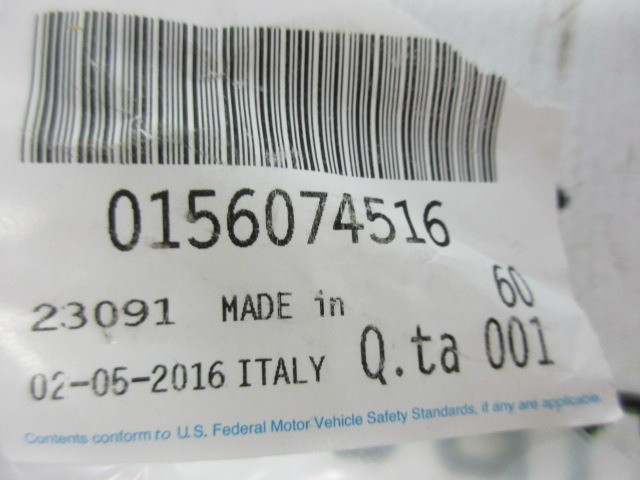 0156074516
60
23091 MADE in
02-05-2016 ITALY Q.ta 001
Contents conform to U.S. Federal Motor Vehicle Safety Standards, if any are applicable.